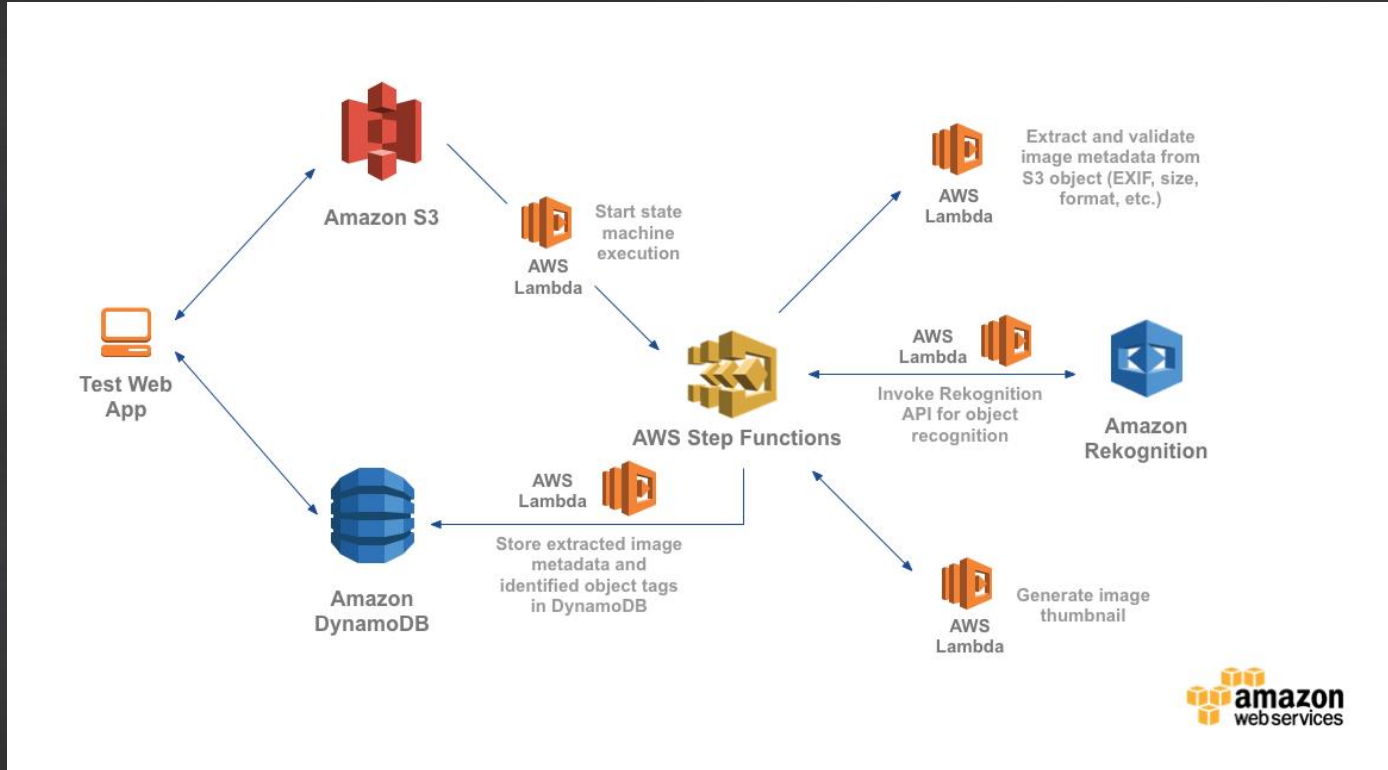 Amazon S3
AWS
Lambda
Start state
machine
execution
AWS
Lambda
Extract and validate
image metadata from
S3 object (EXIF, size,
format, etc.)
Test Web
App
AWS Step Functions
AWS
Lambda
Invoke Rekognition
API for object
recognition
Amazon
Rekognition
AWS
Lambda
Store extracted image
metadata and
identified object tags
in DynamoDB
Amazon
DynamoDB
AWS
Lambda
Generate image
thumbnail
amazon
webservices